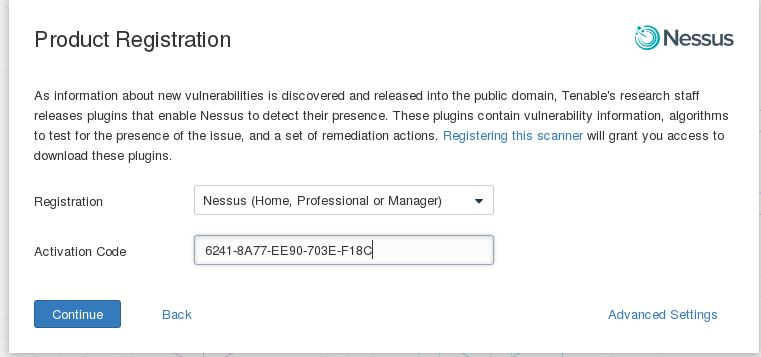 Product Registration
Nessus
As information about new vulnerabilities is discovered and released into the public domain, Tenable's research staff
releases plugins that enable Nessus to detect their presence. These plugins contain vulnerability information, algorithms
to test for the presence of the issue, and a set of remediation actions. Registering this scanner will grant you access to
download these plugins.
Registration Nessus (Home, Professional or Manager)
Activation Code 6241-8A77-EE90-703E-F18C
Continue Back Advanced Settings